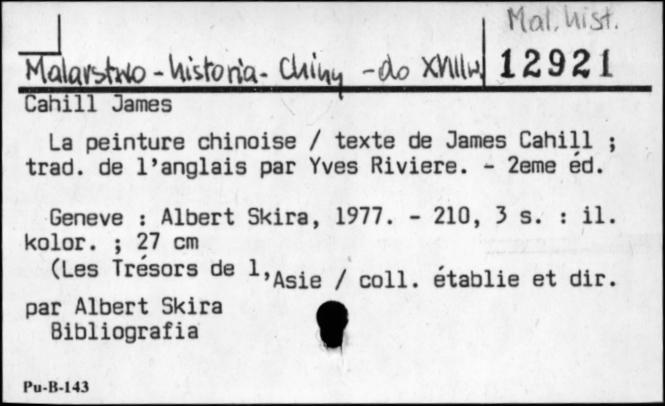 Mal. hist.
Malarstwo - historia - Chiny - do XVIIIw. 12921
Cahill James
La peinture chinoise / texte de James Cahill ;
trad. de l'anglais par Yves Riviere. - 2eme éd.
Geneve : Albert Skira, 1977. - 210, 3 s. : il.
kolor. ; 27 cm
(Les Trésors de l,Asie / coll. établie et dir.
par Albert Skira
Bibliografia
Pu-B-143